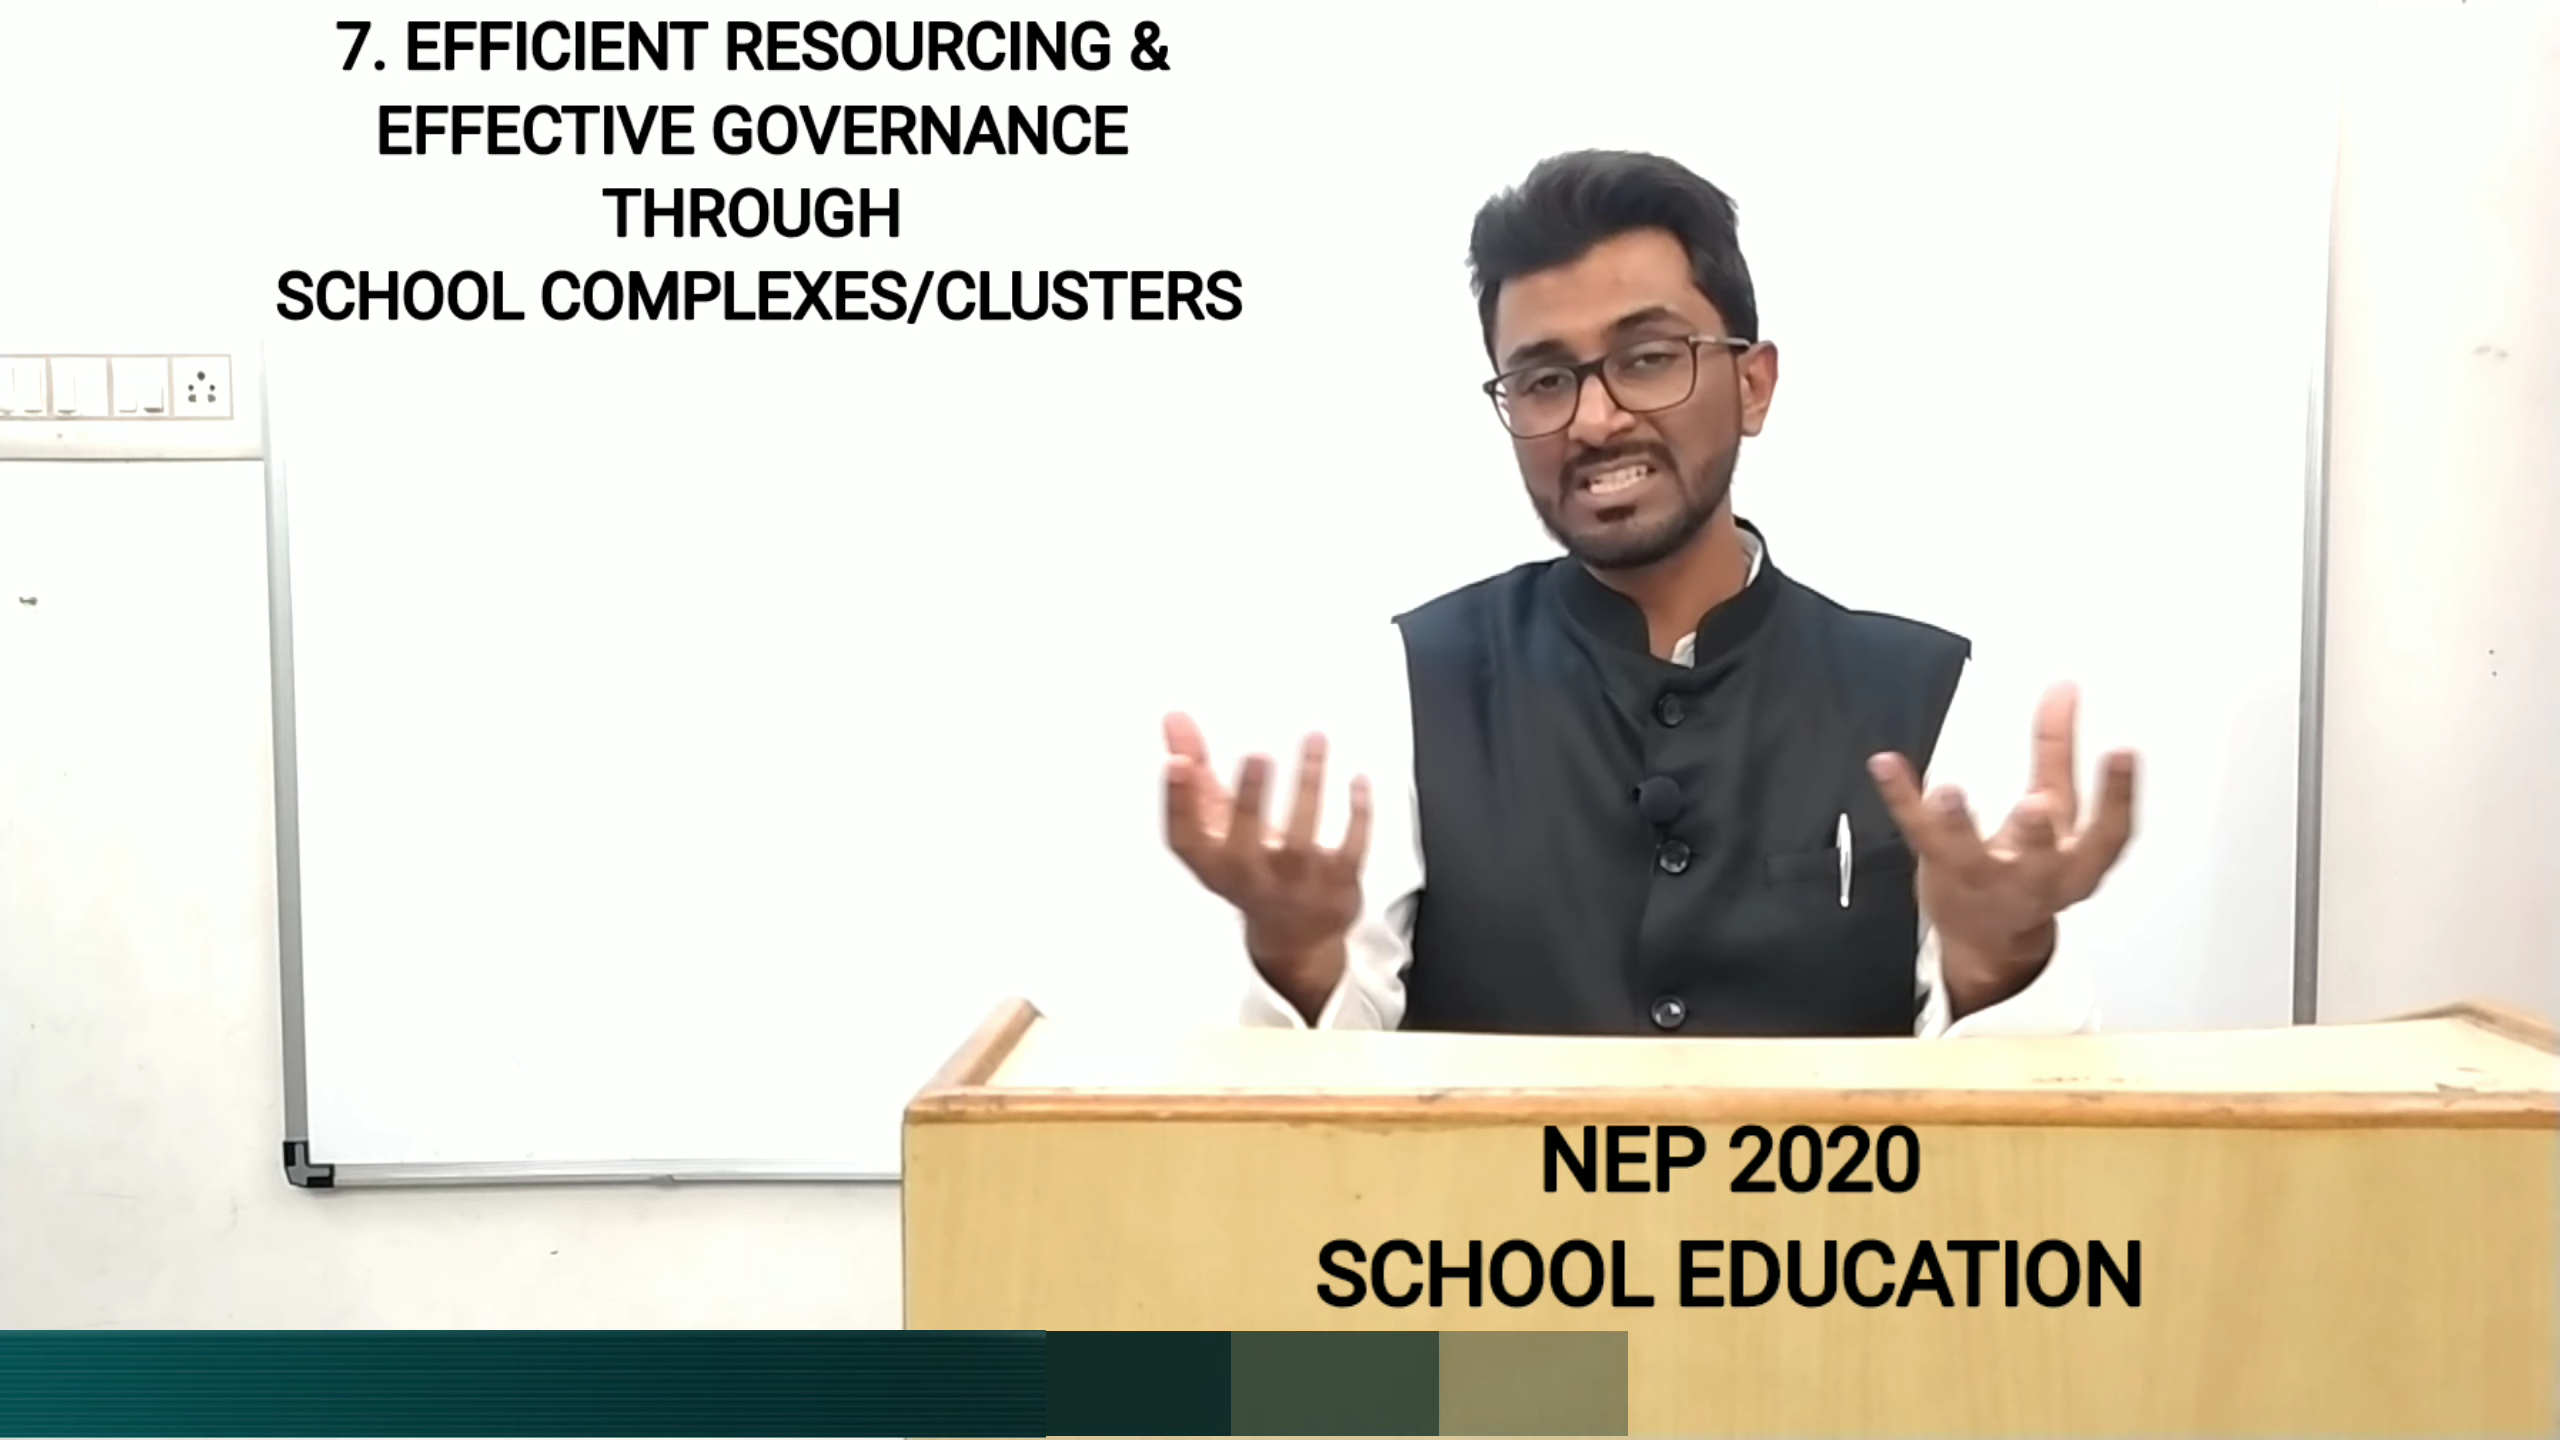 7. EFFICIENT RESOURCING &
EFFECTIVE GOVERNANCE
THROUGH
SCHOOL COMPLEXES/CLUSTERS
NEP 2020
SCHOOL EDUCATION